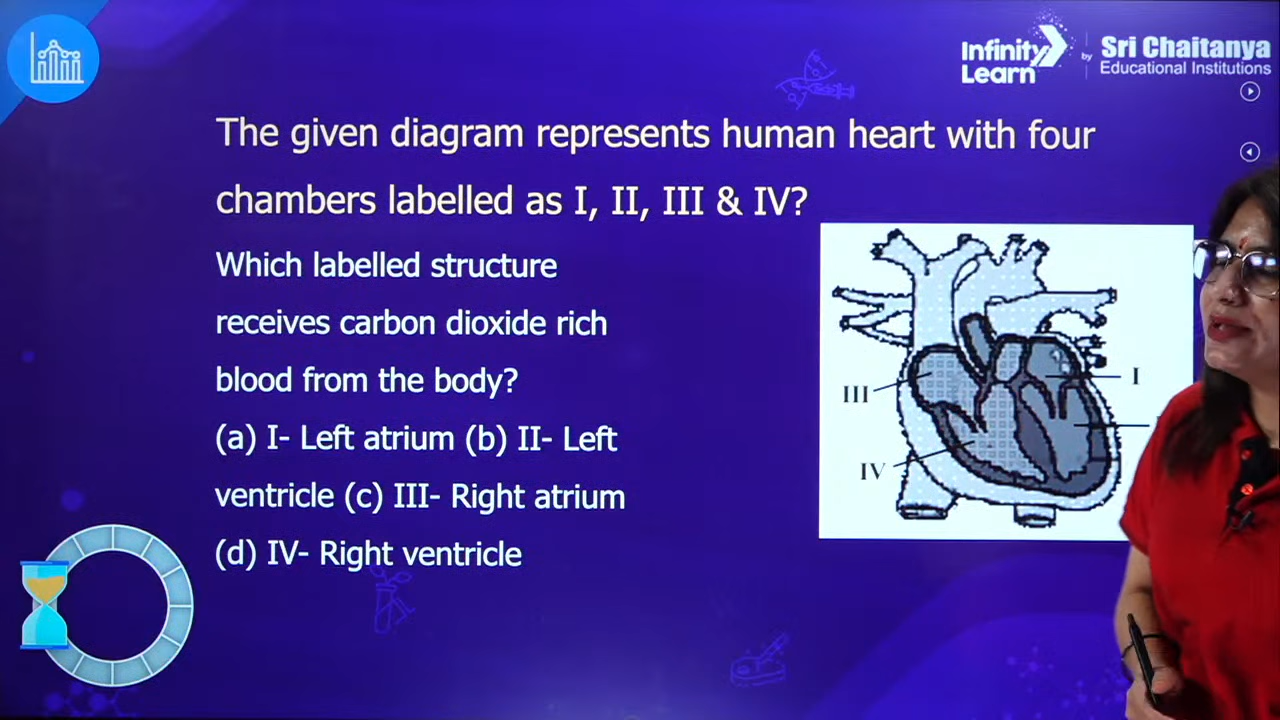 Infinity
Learn
by
Sri Chaitanya
Educational Institutions
The given diagram represents human heart with four
chambers labelled as I, II, III & IV?
Which labelled structure
receives carbon dioxide rich
blood from the body?
(a) I- Left atrium (b) II- Left
ventricle (c) III- Right atrium
(d) IV- Right ventricle
I
III
IV